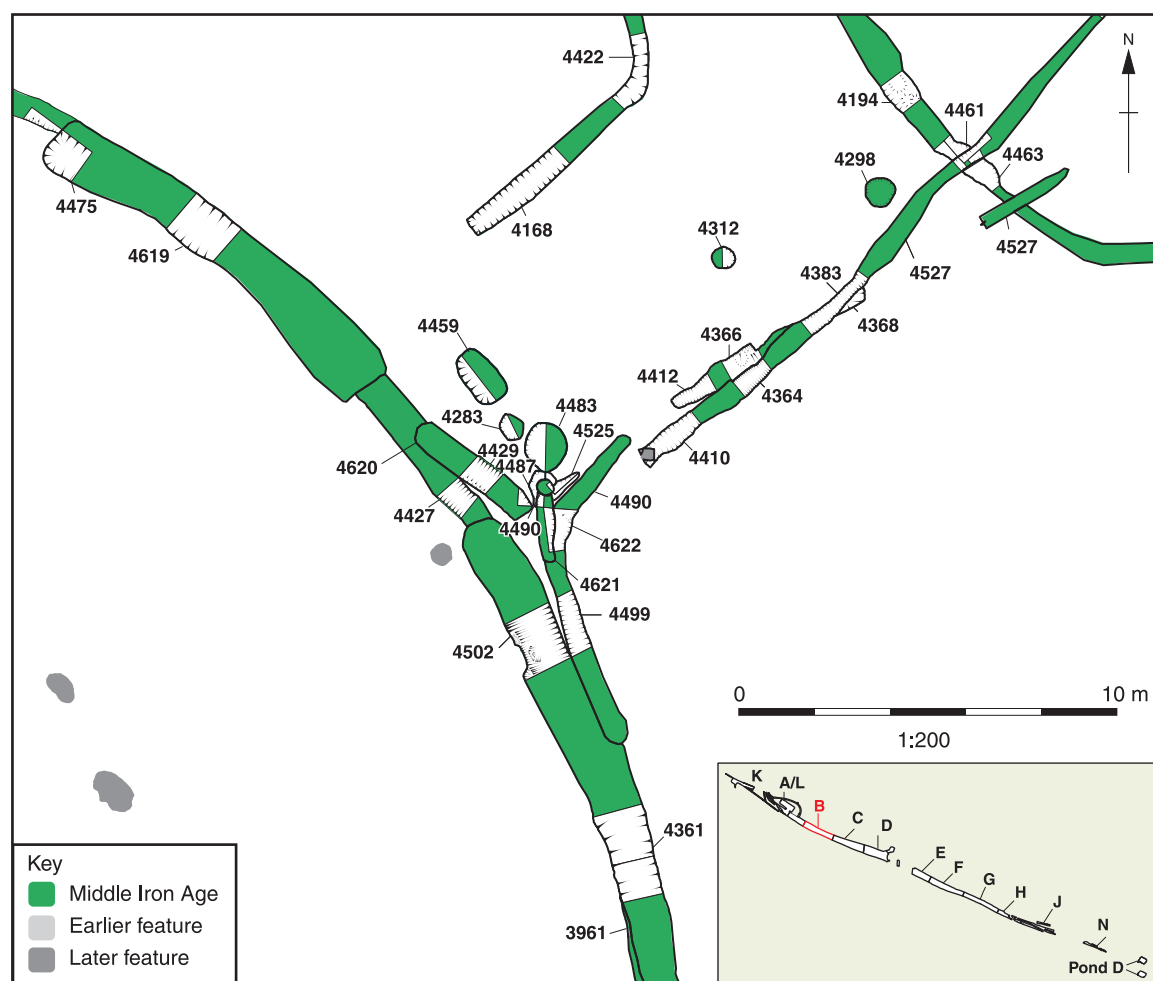 4422
N
4194
4461
4463
4298
4475
4168
4312
4527
4619
4527
4383
4368
4459
4366
4412
4364
4283
4483
4525
4410
4620
4429
4487
4490
4427
4490
4622
4621
4499
4502
0
10 m
1:200
K
A/L
B
C
D
E
F
G
H
J
N
Pond D
4361
3961
Key
Middle Iron Age
Earlier feature
Later feature